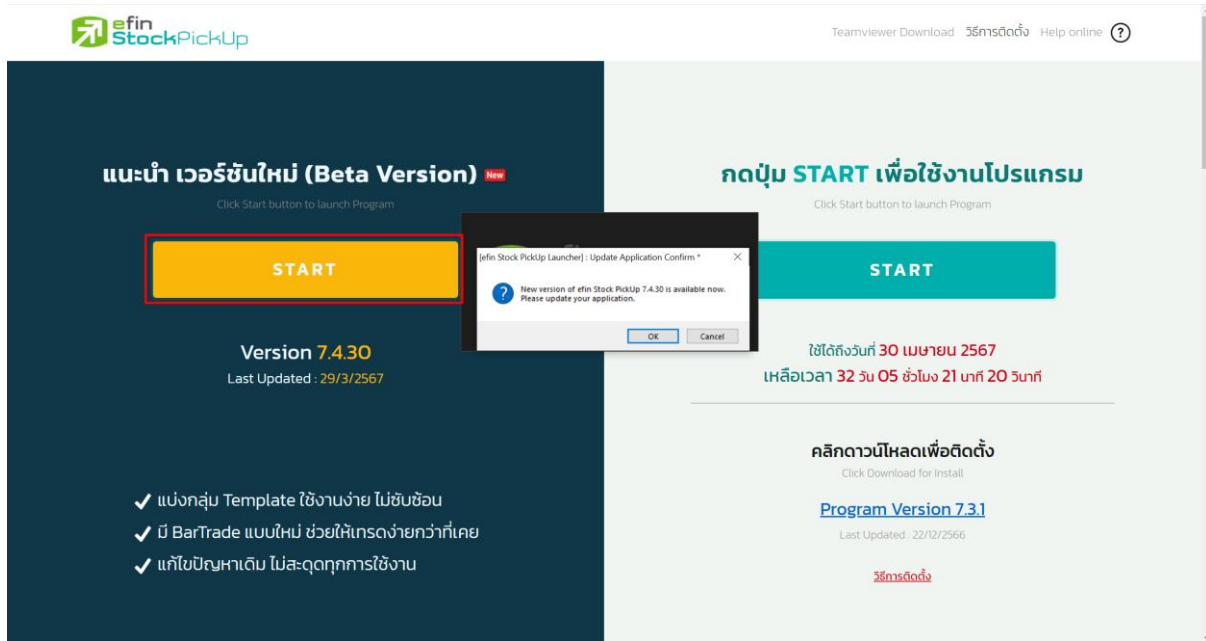 efin
StockPickUp
Teamviewer Download วิธีการติดตั้ง Help online ?
แนะนำ เวอร์ชันใหม่ (Beta Version) New
Click Start button to launch Program
START
Version 7.4.30
Last Updated : 29/3/2567
✓ แบ่งกลุ่ม Template ใช้งานง่าย ไม่ซับซ้อน
✓ มี BarTrade แบบใหม่ ช่วยให้เทรดง่ายกว่าที่เคย
✓ แก้ไขปัญหาเดิม ไม่สะดุดทุกการใช้งาน
[efin Stock PickUp Launcher] : Update Application Confirm *
New version of efin Stock PickUp 7.4.30 is available now.
Please update your application.
OK Cancel
กดปุ่ม START เพื่อใช้งานโปรแกรม
Click Start button to launch Program
START
ใช้ได้ถึงวันที่ 30 เมษายน 2567
เหลือเวลา 32 วัน 05 ชั่วโมง 21 นาที 20 วินาที
คลิกดาวน์โหลดเพื่อติดตั้ง
Click Download for Install
Program Version 7.3.1
Last Updated : 22/12/2566
วิธีการติดตั้ง